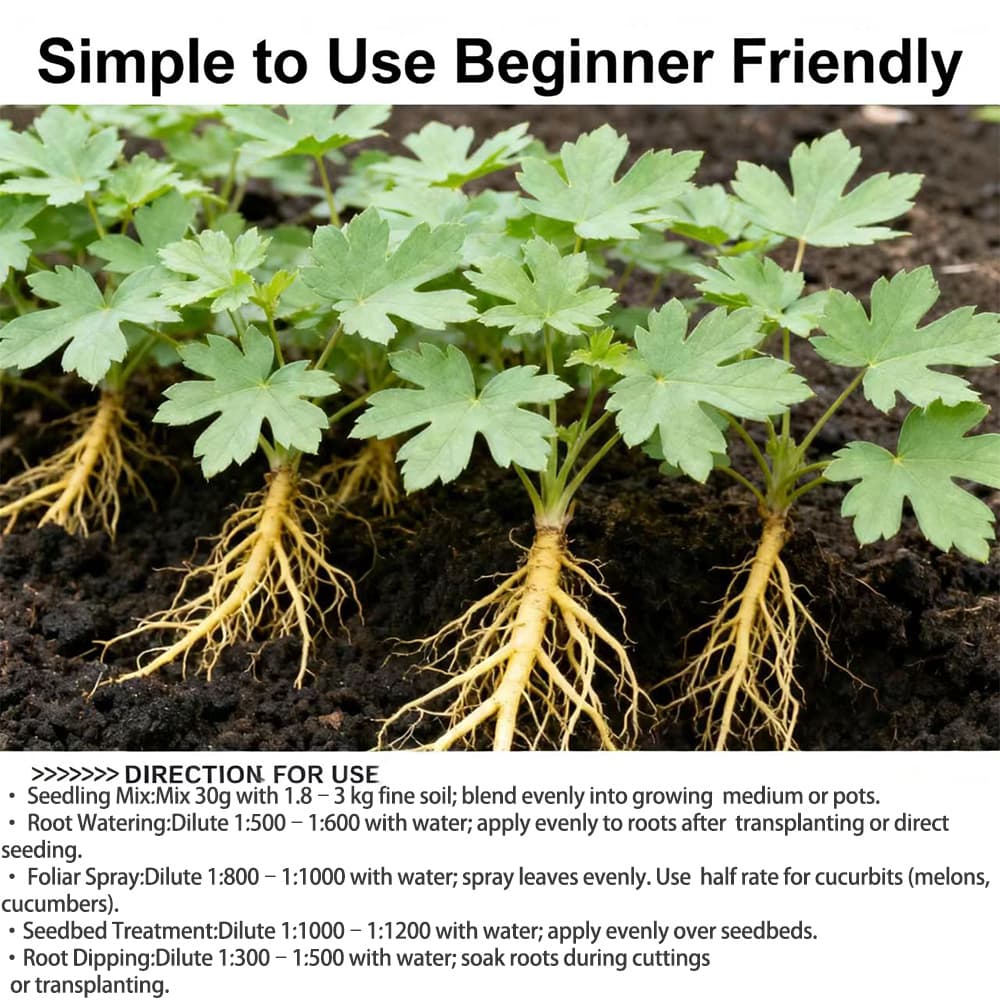 Simple to Use Beginner Friendly
>>>>>>> DIRECTION FOR USE
• Seedling Mix:Mix 30g with 1.8 – 3 kg fine soil; blend evenly into growing medium or pots.
• Root Watering:Dilute 1:500 – 1:600 with water; apply evenly to roots after transplanting or direct
seeding.
• Foliar Spray:Dilute 1:800 – 1:1000 with water; spray leaves evenly. Use half rate for cucurbits (melons,
cucumbers).
• Seedbed Treatment:Dilute 1:1000 – 1:1200 with water; apply evenly over seedbeds.
• Root Dipping:Dilute 1:300 – 1:500 with water; soak roots during cuttings
or transplanting.